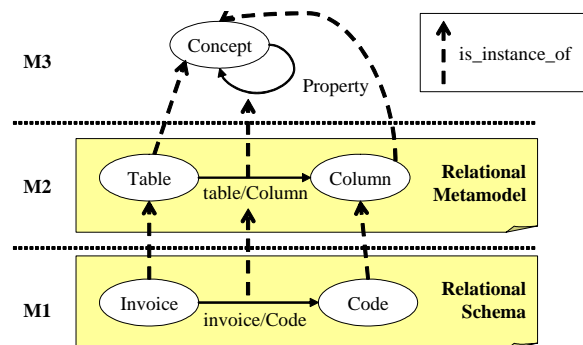 Concept
M3
Property
is_instance_of
M2
Table
table/Column
Column
Relational
Metamodel
M1
Invoice
invoice/Code
Code
Relational
Schema